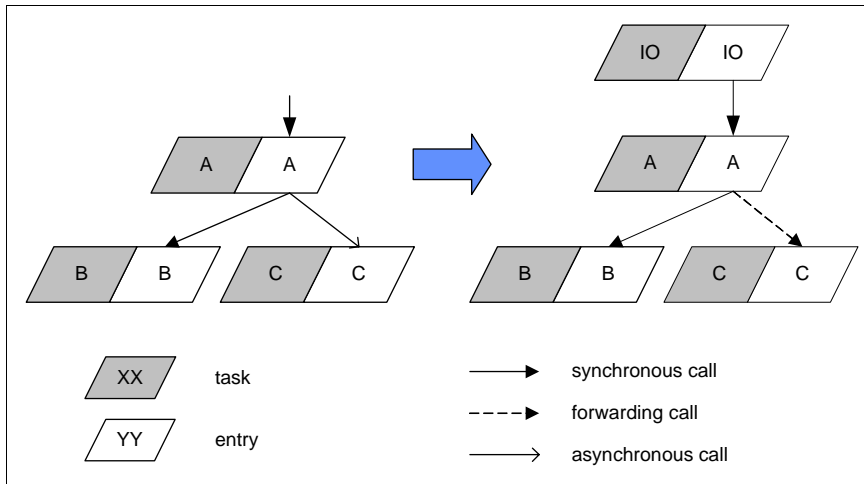 IO IO
A A
A A
B B
C C
B B
C C
XX task
YY entry
synchronous call
forwarding call
asynchronous call